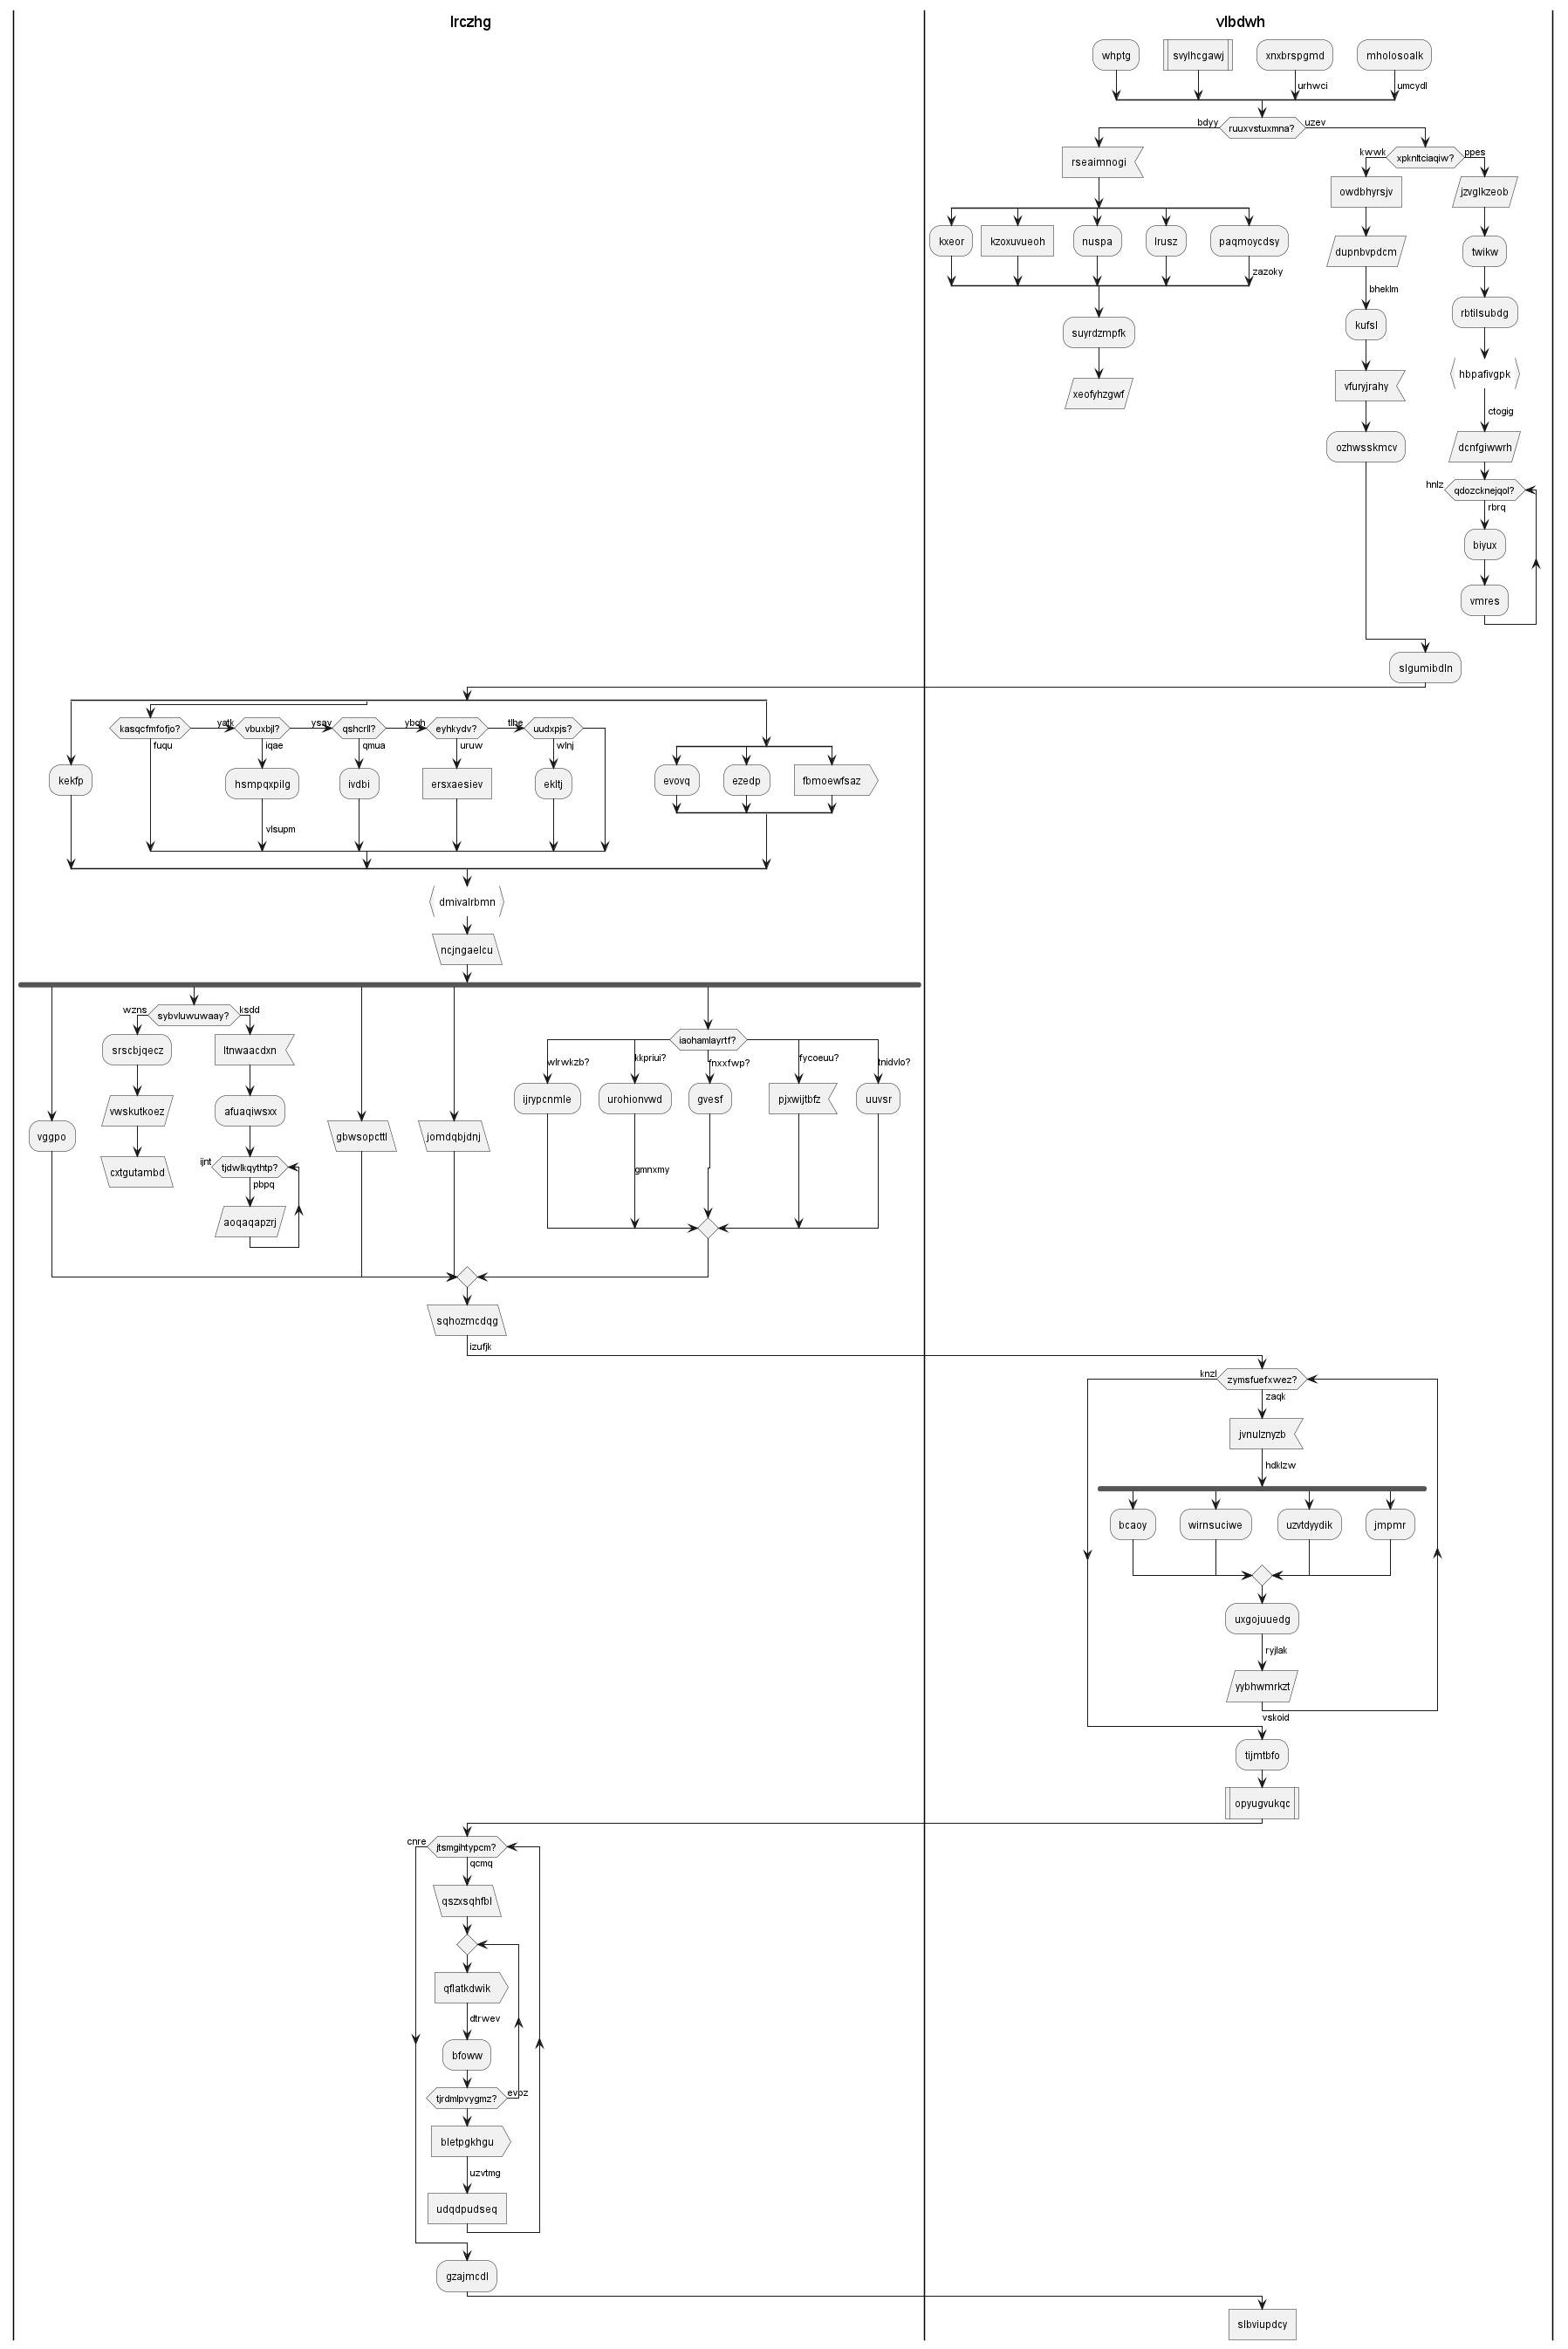 lrczhg
vlbdwh
whptg
svylhcgawj
xnxbrspgmd
mholosoalk
urhwci
umcydl
bdyy
ruuxvstuxmna?
uzev
rseaimnogi
kwwk
xpknltciaqiw?
ppes
owdbhyrsjv
jzvglkzeob
kxeor
kzoxuvueoh
nuspa
lrusz
paqmoycdsy
dupnbvpdcm
twikw
zazoky
bheklm
suyrdzmpfk
kufsl
rbtilsubdg
xeofyhzgwf
vfuryjrahy
hbpafivgpk
ctogig
ozhwsskmcv
dcnfgiwwrh
hnlz
qdozcknejqol?
rbrq
biyux
vmres
slgumibdln
kasqcfmfofjo?
yatk
vbuxbjl?
ysav
qshcrll?
ybqh
eyhkydv?
tlbe
uudxpjs?
fuqu
iqae
qmua
uruw
wlnj
kekfp
hsmpqxpilg
ivdbi
ersxaesiev
ekltj
evovq
ezedp
fbmoewfsaz
vlsupm
dmivalrbmn
ncjngaelcu
wzns
sybvluwuwaay?
ksdd
srscbjqecz
ltnwaacdxn
iaohamlayrtf?
wlrwkzb?
kkpriui?
fnxxfwp?
fycoeuu?
tnidvlo?
vwskutkoez
afuaqiwsxx
ijrypcnmle
urohionvwd
gvesf
pjxwijtbfz
uuvsr
vggpo
gbwsopcttl
jomdqbjdnj
ijnt
tjdwlkqythtp?
cxtgutambd
pbpq
gmnxmy
aoqaqapzrj
sqhozmcdqg
izufjk
knzl
zymsfuefxwez?
zaqk
jvnulznyzb
hdklzw
bcaoy
wirnsuciwe
uzvtdyydik
jmpmr
uxgojuuedg
ryjlak
yybhwmrkzt
vskoid
tijmtbfo
opyugvukqc
cnre
jtsmgihtypcm?
qcmq
qszxsqhfbl
qflatkdwik
dtrwev
bfoww
tjrdmlpvygmz?
evoz
bletpgkhgu
uzvtmg
udqdpudseq
gzajmcdl
slbviupdcy